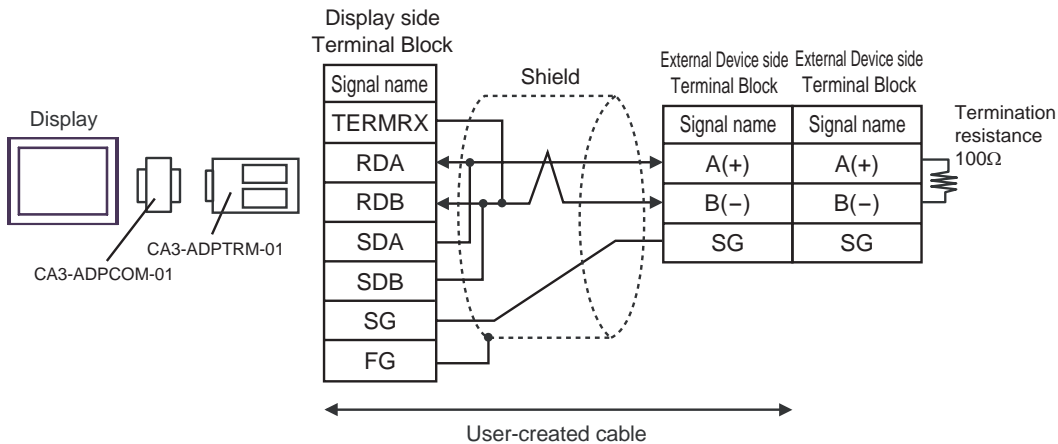 Display side
Terminal Block
Signal name
TERMRX
RDA
RDB
SDA
SDB
SG
FG
Display
CA3-ADPCOM-01
CA3-ADPTRM-01
Shield
External Device side
Terminal Block
Signal name
A(+)
B(−)
SG
External Device side
Terminal Block
Signal name
A(+)
B(−)
SG
Termination
resistance
100Ω
User-created cable